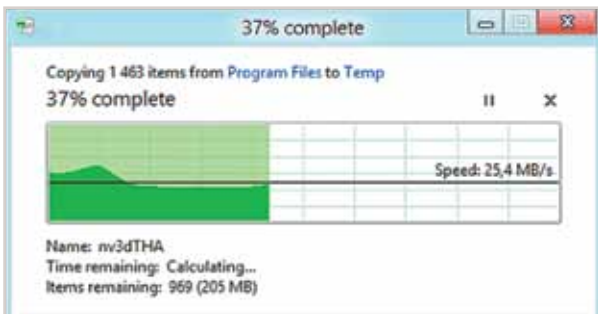 37% complete
Copying 1 463 items from Program Files to Temp
37% complete
Speed: 25,4 MB/s
Name: nv3dTHA
Time remaining: Calculating...
Items remaining: 969 (205 MB)